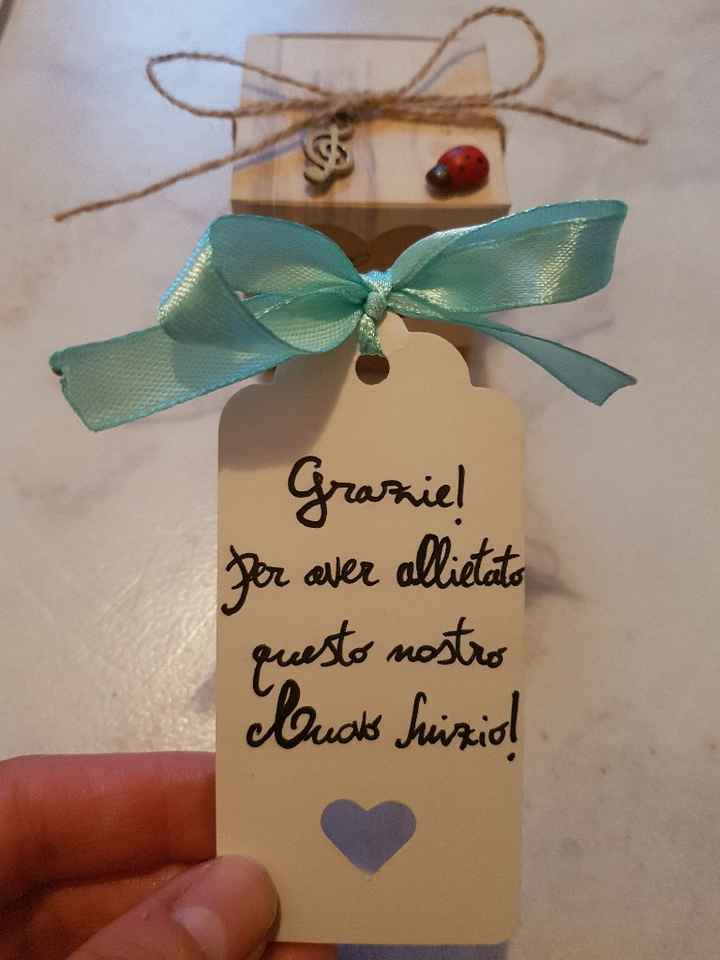 Grazie!
Per aver allietato
questo nostro
Nuovo Inizio!